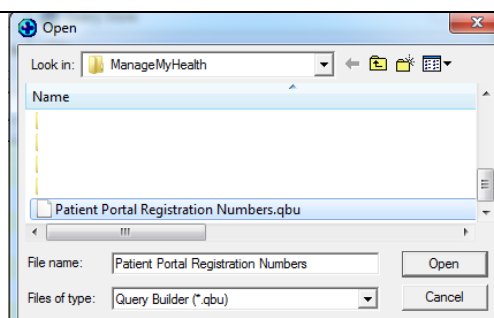 Open
Look in: ManageMyHealth
Name
Patient Portal Registration Numbers.qbu
File name: Patient Portal Registration Numbers Open
Files of type: Query Builder (*.qbu) Cancel